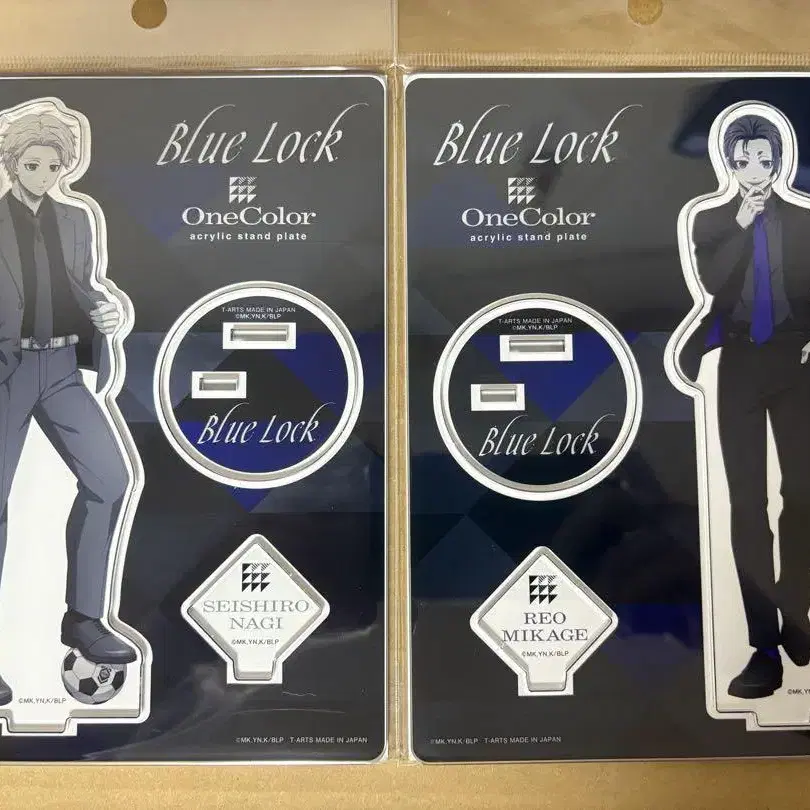 Blue Lock
OneColor
acrylic stand plate
T-ARTS MADE IN JAPAN
©MK,YN,K/BLP
Blue Lock
SEISHIRO
NAGI
©MK,YN,K/BLP
©MK,YN,K/BLP
©MK,YN,K/BLP T-ARTS MADE IN JAPAN
Blue Lock
OneColor
acrylic stand plate
T-ARTS MADE IN JAPAN
©MK,YN,K/BLP
Blue Lock
REO
MIKAGE
©MK,YN,K/BLP
©MK,YN
©MK,YN,K/BLP T-ARTS MADE IN JAPAN